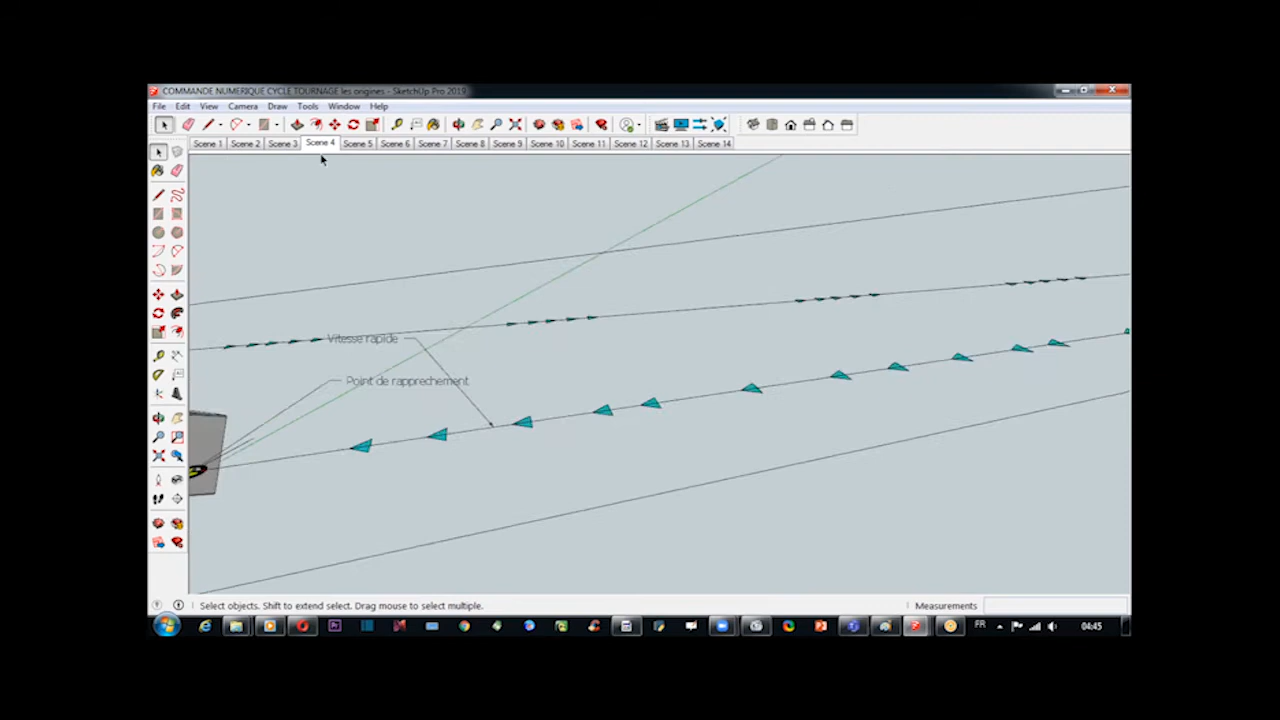 COMMANDE NUMERIQUE CYCLE TOURNAGE les origines - SketchUp Pro 2019
File Edit View Camera Draw Tools Window Help
Scene 1 Scene 2 Scene 3 Scene 4 Scene 5 Scene 6 Scene 7 Scene 8 Scene 9 Scene 10 Scene 11 Scene 12 Scene 13 Scene 14
Vitesse rapide
Point de rapprechement
Select objects. Shift to extend select. Drag mouse to select multiple.
Measurements
FR
04:45